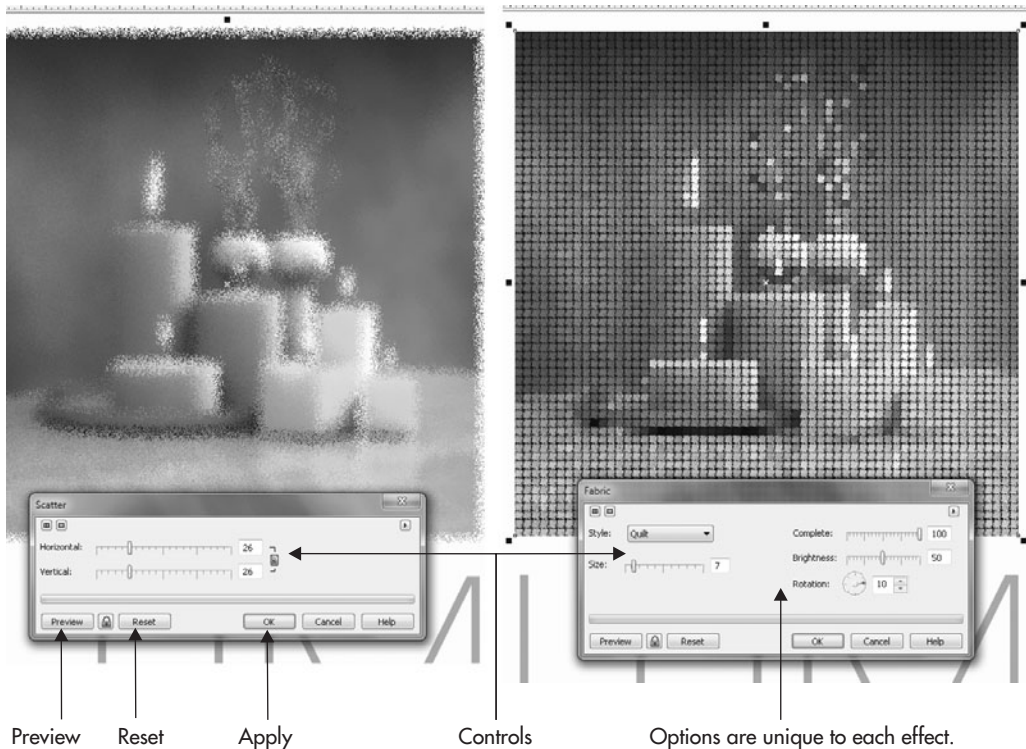 Scatter
Horizontal: 26
Vertical: 26
Preview Reset OK Cancel Help
Fabric
Style: Quilt
Size: 7
Complete: 100
Brightness: 50
Rotation: 10
Preview Reset OK Cancel Help
Preview
Reset
Apply
Controls
Options are unique to each effect.